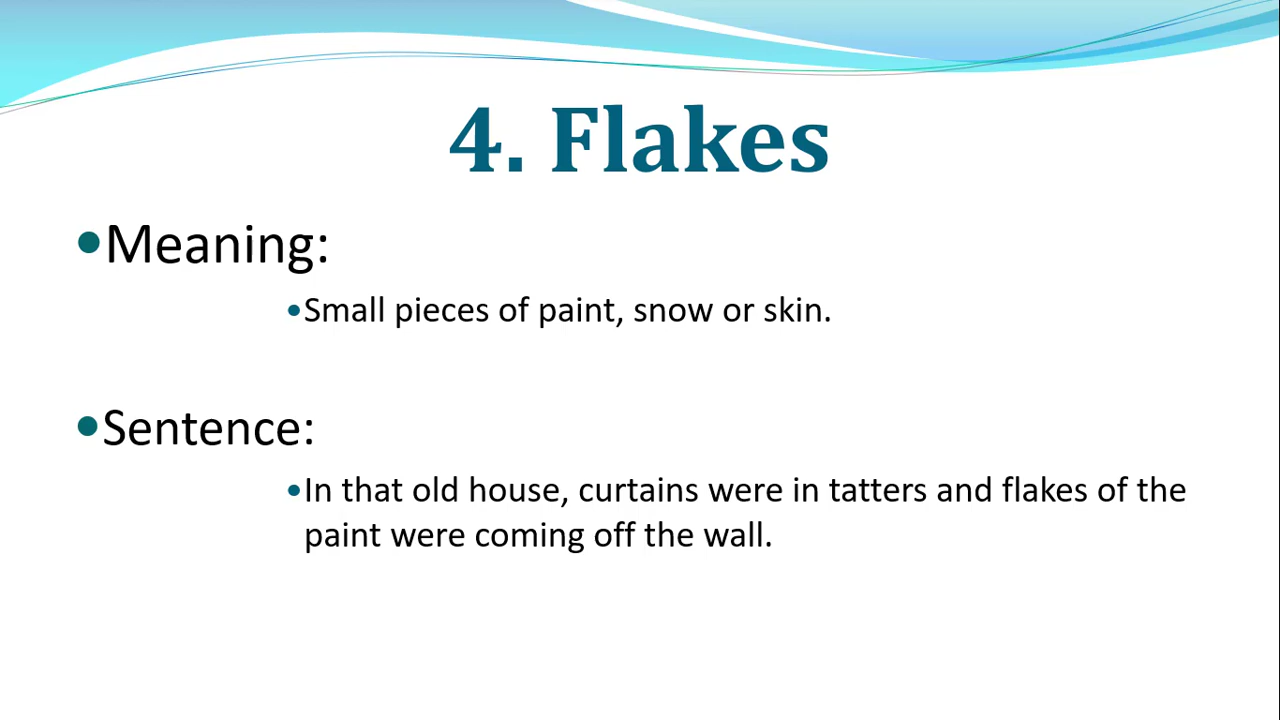 4. Flakes
•Meaning:
•Small pieces of paint, snow or skin.
•Sentence:
•In that old house, curtains were in tatters and flakes of the
paint were coming off the wall.